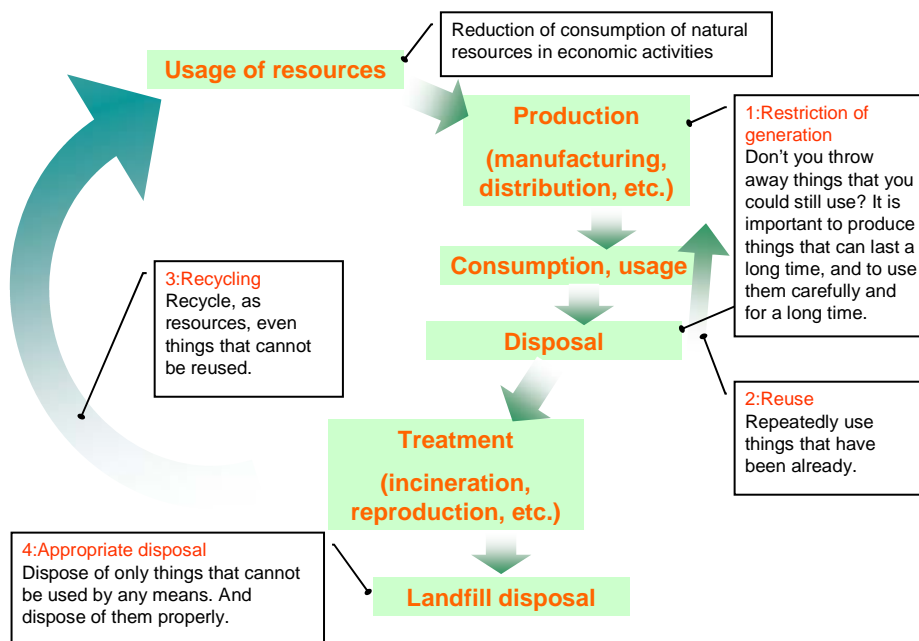 Reduction of consumption of natural
resources in economic activities
Usage of resources
Production
(manufacturing,
distribution, etc.)
1:Restriction of
generation
Don't you throw
away things that you
could still use? It is
important to produce
things that can last a
long time, and to use
them carefully and
for a long time.
Consumption, usage
3:Recycling
Recycle, as
resources, even
things that cannot
be reused.
Disposal
2:Reuse
Repeatedly use
things that have
been already.
Treatment
(incineration,
reproduction, etc.)
4:Appropriate disposal
Dispose of only things that cannot
be used by any means. And
dispose of them properly.
Landfill disposal